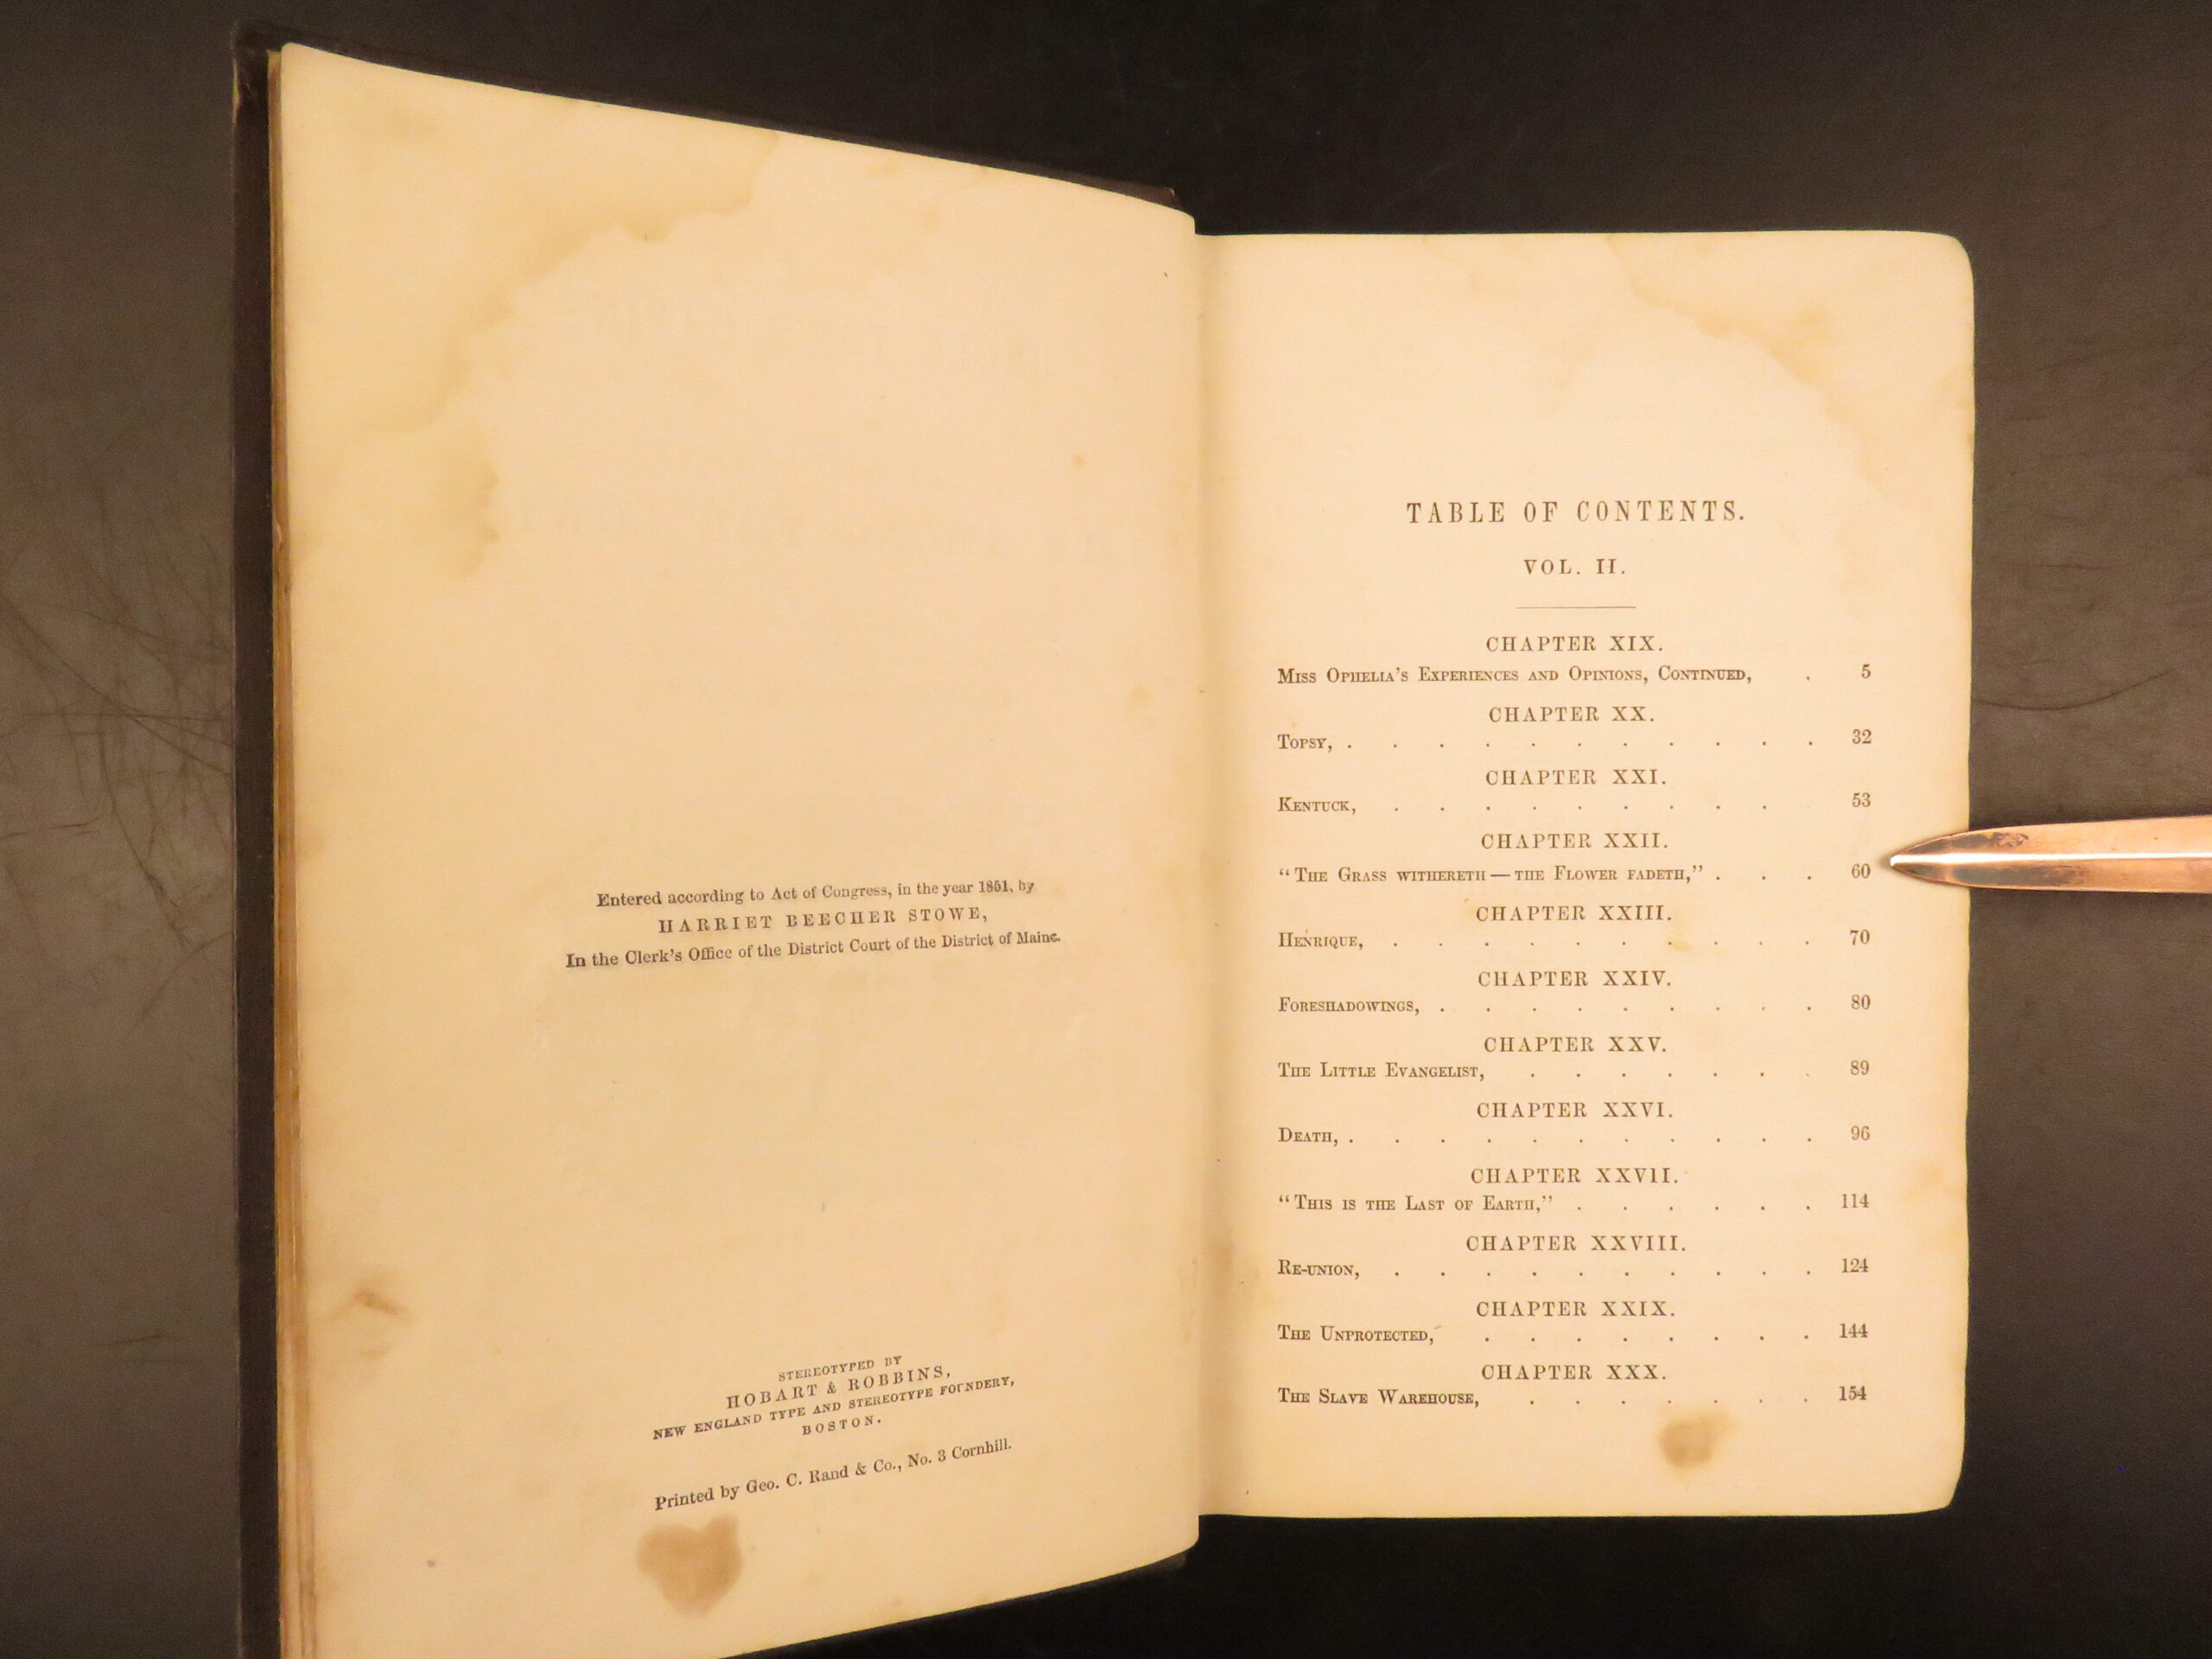 Entered according to Act of Congress, in the year 1851, by
HARRIET BEECHER STOWE,
In the Clerk's Office of the District Court of the District of Maine.
STEREOTYPED BY
HOBART & ROBBINS,
NEW ENGLAND TYPE AND STEREOTYPE FOUNDERY,
BOSTON.
Printed by Geo. C. Rand & Co., No. 3 Cornhill.
TABLE OF CONTENTS.
VOL. II.
CHAPTER XIX.
Miss Ophelia's Experiences and Opinions, Continued, . 5
CHAPTER XX.
Topsy, . . . . . . . . . . . 32
CHAPTER XXI.
Kentuck, . . . . . . . . . 53
CHAPTER XXII.
"The Grass withereth — the Flower fadeth," . . . 60
CHAPTER XXIII.
Henrique, . . . . . . . . . . 70
CHAPTER XXIV.
Foreshadowings, . . . . . . . . . 80
CHAPTER XXV.
The Little Evangelist, . . . . . . . 89
CHAPTER XXVI.
Death, . . . . . . . . . . . 96
CHAPTER XXVII.
"This is the Last of Earth," . . . . . . 114
CHAPTER XXVIII.
Re-union, . . . . . . . . . . 124
CHAPTER XXIX.
The Unprotected, . . . . . . . . 144
CHAPTER XXX.
The Slave Warehouse, . . . . . . . 154